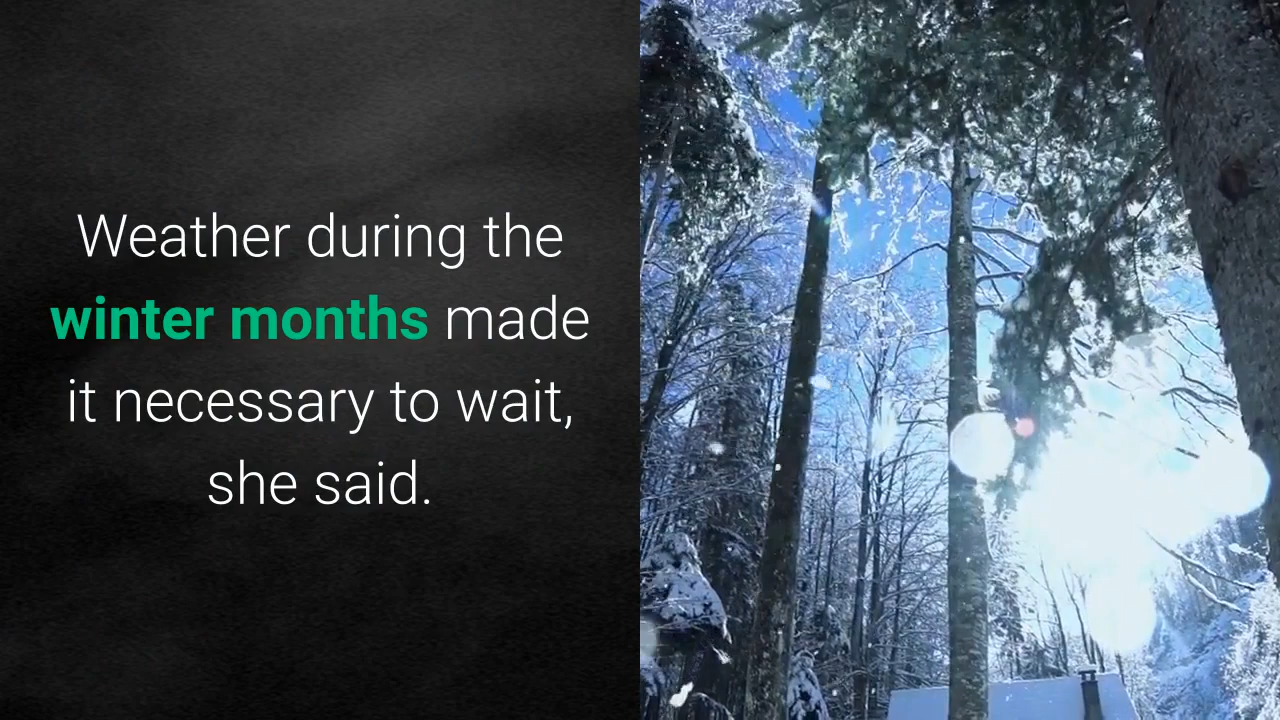 Weather during the
winter months made
it necessary to wait,
she said.